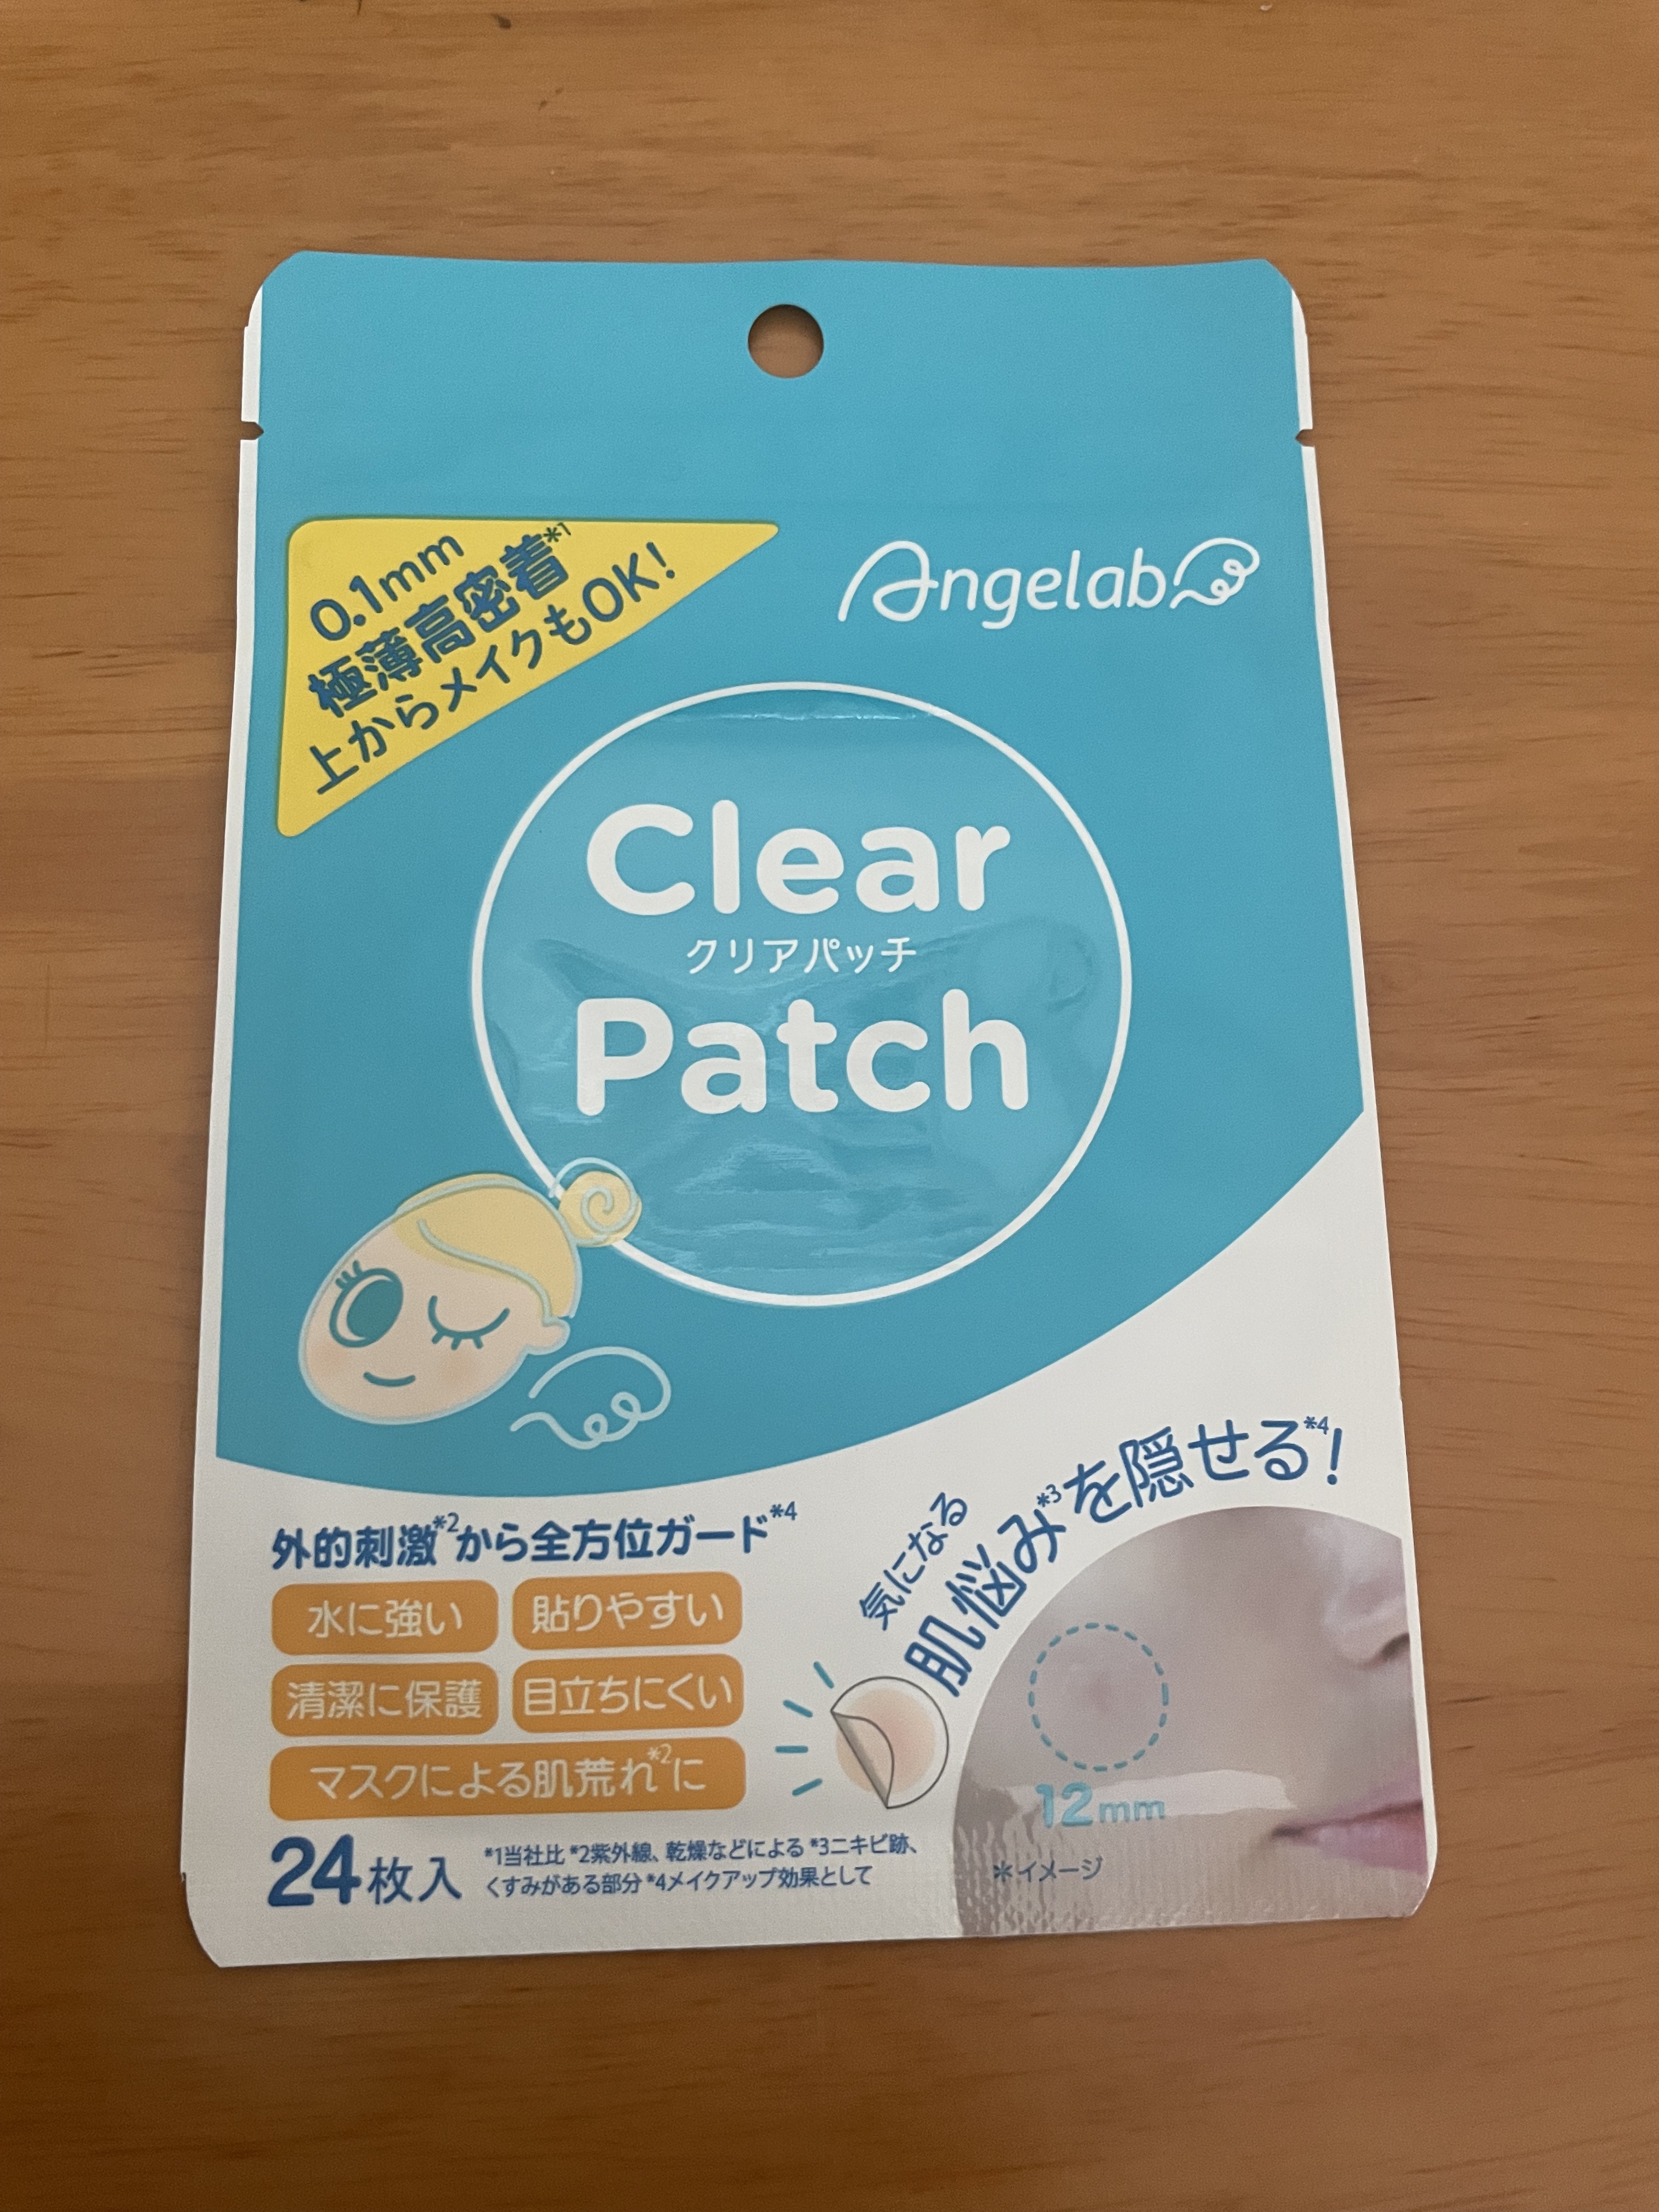 0.1mm
極薄高密着*1
上からメイクもOK!
Angelab
Clear
クリアパッチ
Patch
気になる
肌悩み*3を隠せる*4!
外的刺激*2から全方位ガード*4
水に強い
貼りやすい
清潔に保護
目立ちにくい
マスクによる肌荒れ*2に
12mm
24枚入
*1当社比 *2紫外線、乾燥などによる *3ニキビ跡、
くすみがある部分 *4メイクアップ効果として
*イメージ